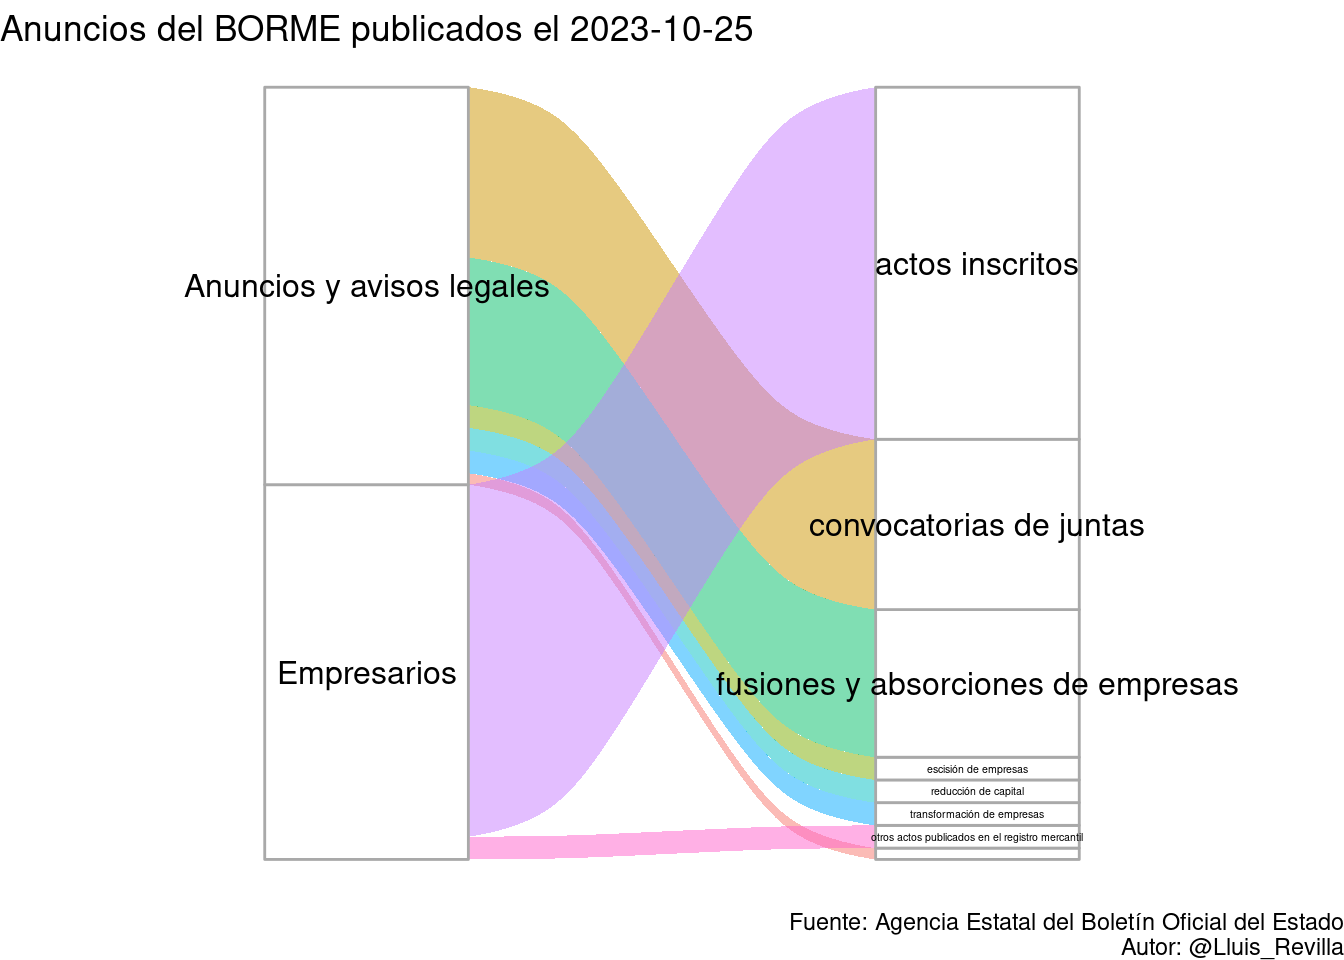 Anuncios del BORME publicados el 2023-10-25
Anuncios y avisos legales
Empresarios
actos inscritos
convocatorias de juntas
fusiones y absorciones de empresas
escisión de empresas
reducción de capital
transformación de empresas
otros actos publicados en el registro mercantil
Fuente: Agencia Estatal del Boletín Oficial del Estado
Autor: @Lluis_Revilla